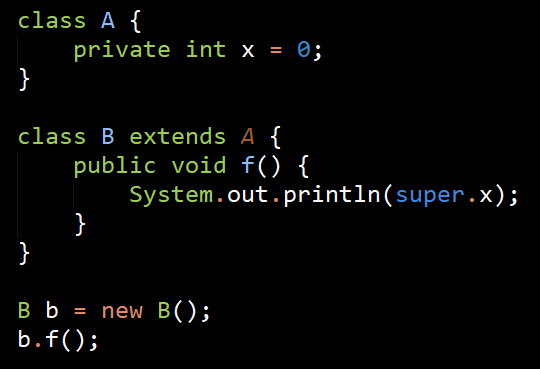 class A {
    private int x = 0;
}

class B extends A {
    public void f() {
        System.out.println(super.x);
    }
}

B b = new B();
b.f();